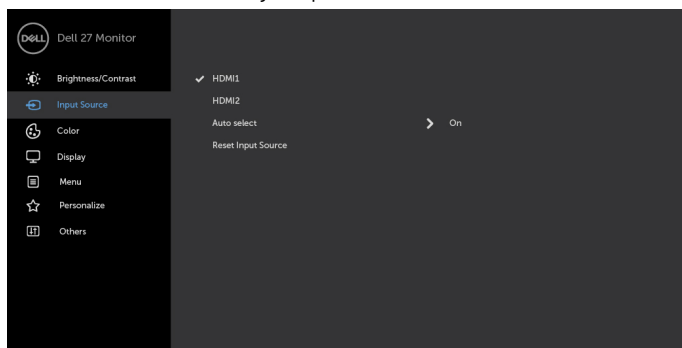 DELL
Dell 27 Monitor
Brightness/Contrast
Input Source
Color
Display
Menu
Personalize
Others
HDMI1
HDMI2
Auto select On
Reset Input Source